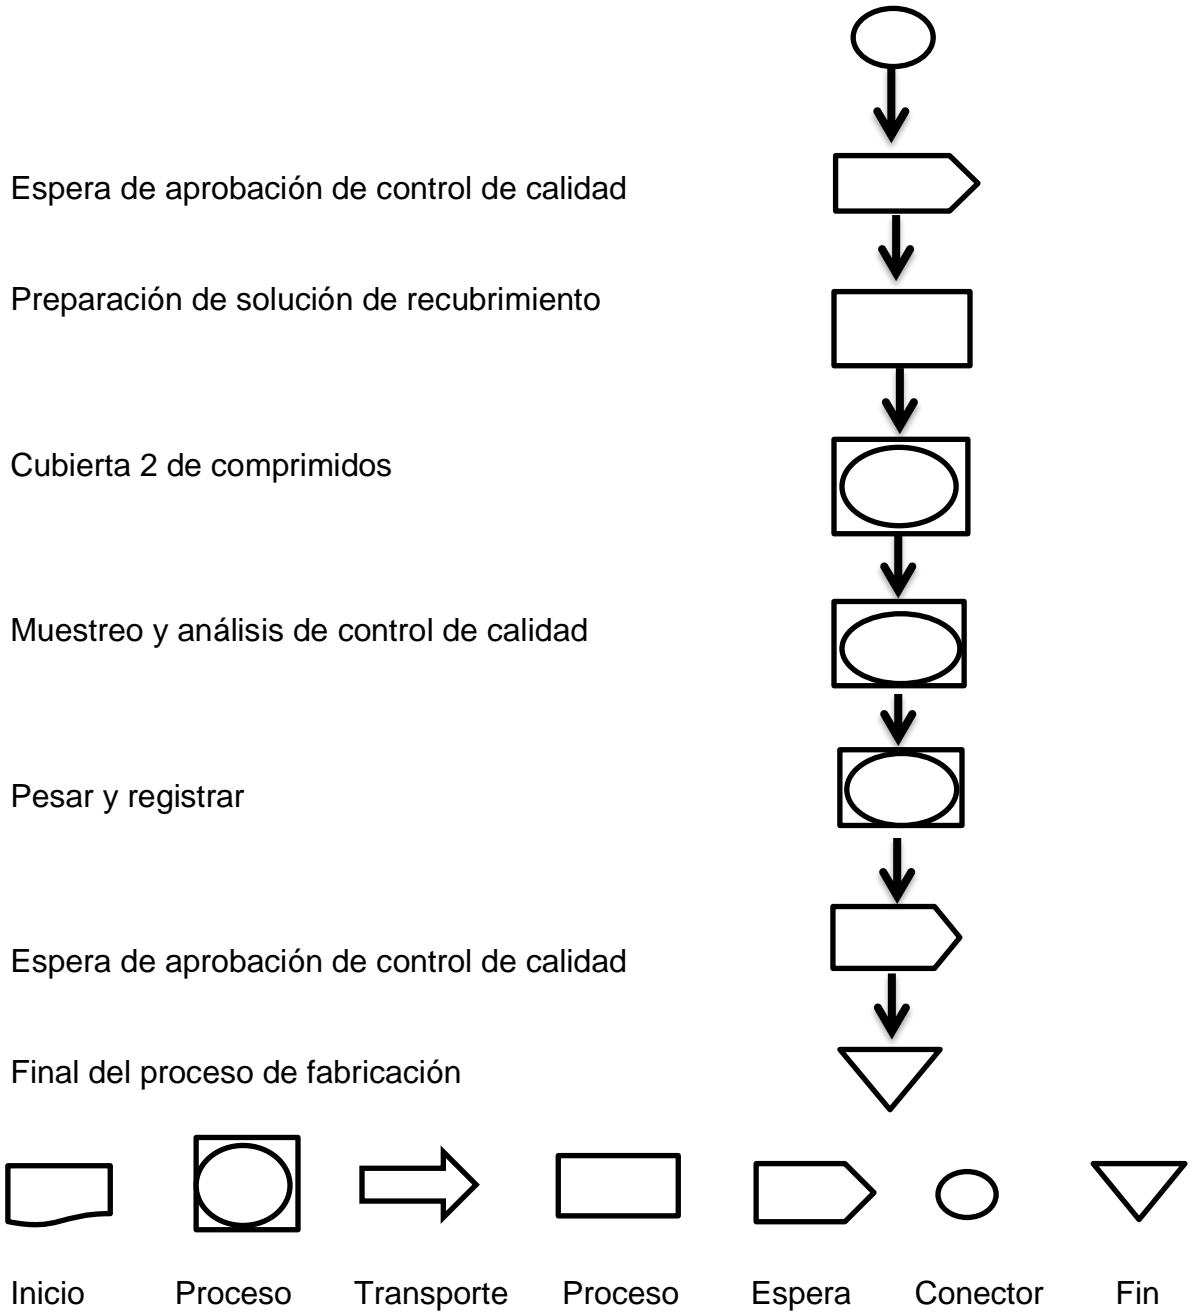 Espera de aprobación de control de calidad
Preparación de solución de recubrimiento
Cubierta 2 de comprimidos
Muestreo y análisis de control de calidad
Pesar y registrar
Espera de aprobación de control de calidad
Final del proceso de fabricación
Inicio Proceso Transporte Proceso Espera Conector Fin